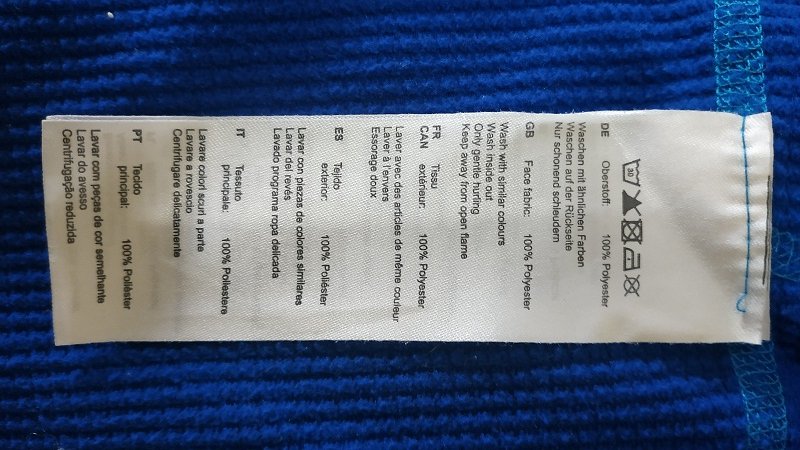 30
DE Oberstoff: 100% Polyester
Waschen mit ähnlichen Farben
Waschen auf der Rückseite
Nur schonend schleudern
GB Face fabric: 100% Polyester
Wash with similar colours
Wash inside out
Only gentle hurling
Keep away from open flame
FR Tissu
CAN extérieur: 100% Polyester
Laver avec des articles de même couleur
Laver à l'envers
Essorage doux
ES Tejido
exterior: 100% Poliéster
Lavar con piezas de colores similares
Lavar del revés
Lavado programa ropa delicada
IT Tessuto
principale: 100% Poliestere
Lavare colori scuri a parte
Lavare a rovescio
Centrifugare delicatamente
PT Tecido
principal: 100% Poliéster
Lavar com peças de cor semelhante
Lavar do avesso
Centrifugação reduzida